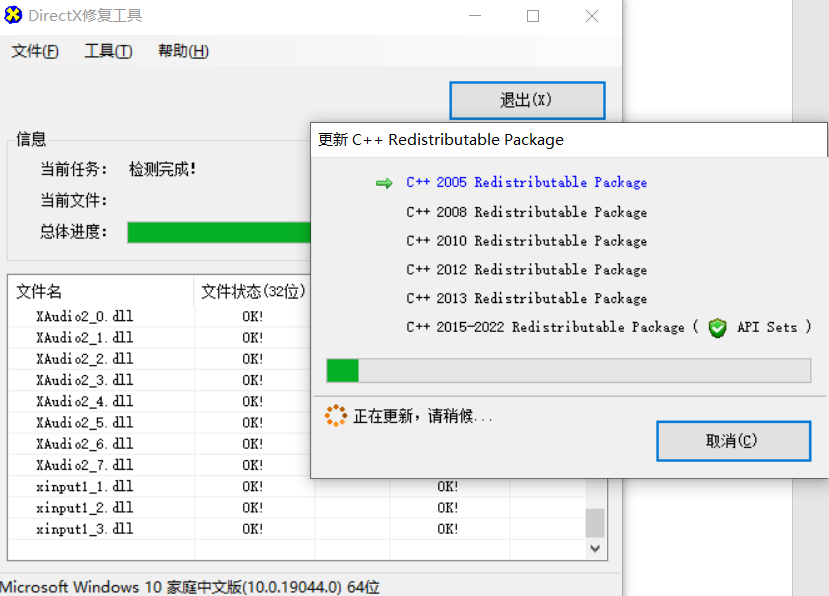 DirectX修复工具
文件(F) 工具(T) 帮助(H)
退出(X)
信息
当前任务： 检测完成！
当前文件：
总体进度：
更新 C++ Redistributable Package
C++ 2005 Redistributable Package
C++ 2008 Redistributable Package
C++ 2010 Redistributable Package
C++ 2012 Redistributable Package
C++ 2013 Redistributable Package
C++ 2015-2022 Redistributable Package ( API Sets )
正在更新，请稍候...
取消(C)
文件名 文件状态(32位)
XAudio2_0.dll OK!
XAudio2_1.dll OK!
XAudio2_2.dll OK!
XAudio2_3.dll OK!
XAudio2_4.dll OK!
XAudio2_5.dll OK!
XAudio2_6.dll OK!
XAudio2_7.dll OK!
xinput1_1.dll OK! OK!
xinput1_2.dll OK! OK!
xinput1_3.dll OK! OK!
Microsoft Windows 10 家庭中文版(10.0.19044.0) 64位